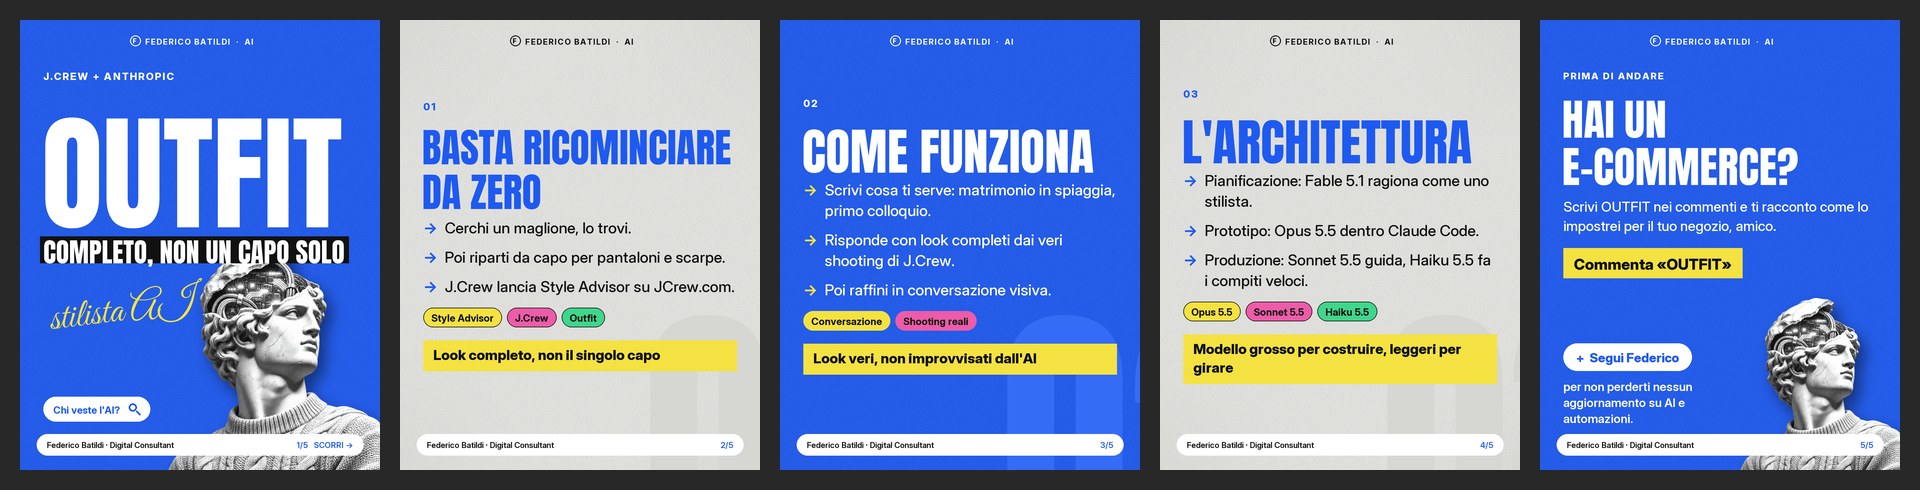 FEDERICO BATILDI · AI
J.CREW + ANTHROPIC
OUTFIT
COMPLETO, NON UN CAPO SOLO
stilista AI
Chi veste l'AI?
Federico Batildi · Digital Consultant
1/5 SCORRI →
FEDERICO BATILDI · AI
01
BASTA RICOMINCIARE
DA ZERO
→ Cerchi un maglione, lo trovi.
→ Poi riparti da capo per pantaloni e scarpe.
→ J.Crew lancia Style Advisor su JCrew.com.
Style Advisor J.Crew Outfit
Look completo, non il singolo capo
Federico Batildi · Digital Consultant
2/5
FEDERICO BATILDI · AI
02
COME FUNZIONA
→ Scrivi cosa ti serve: matrimonio in spiaggia,
primo colloquio.
→ Risponde con look completi dai veri
shooting di J.Crew.
→ Poi raffini in conversazione visiva.
Conversazione Shooting reali
Look veri, non improvvisati dall'AI
Federico Batildi · Digital Consultant
3/5
FEDERICO BATILDI · AI
03
L'ARCHITETTURA
→ Pianificazione: Fable 5.1 ragiona come uno
stilista.
→ Prototipo: Opus 5.5 dentro Claude Code.
→ Produzione: Sonnet 5.5 guida, Haiku 5.5 fa
i compiti veloci.
Opus 5.5 Sonnet 5.5 Haiku 5.5
Modello grosso per costruire, leggeri per
girare
Federico Batildi · Digital Consultant
4/5
FEDERICO BATILDI · AI
PRIMA DI ANDARE
HAI UN
E-COMMERCE?
Scrivi OUTFIT nei commenti e ti racconto come lo
imposterei per il tuo negozio, amico.
Commenta «OUTFIT»
+ Segui Federico
per non perderti nessun
aggiornamento su AI e
automazioni.
Federico Batildi · Digital Consultant
5/5